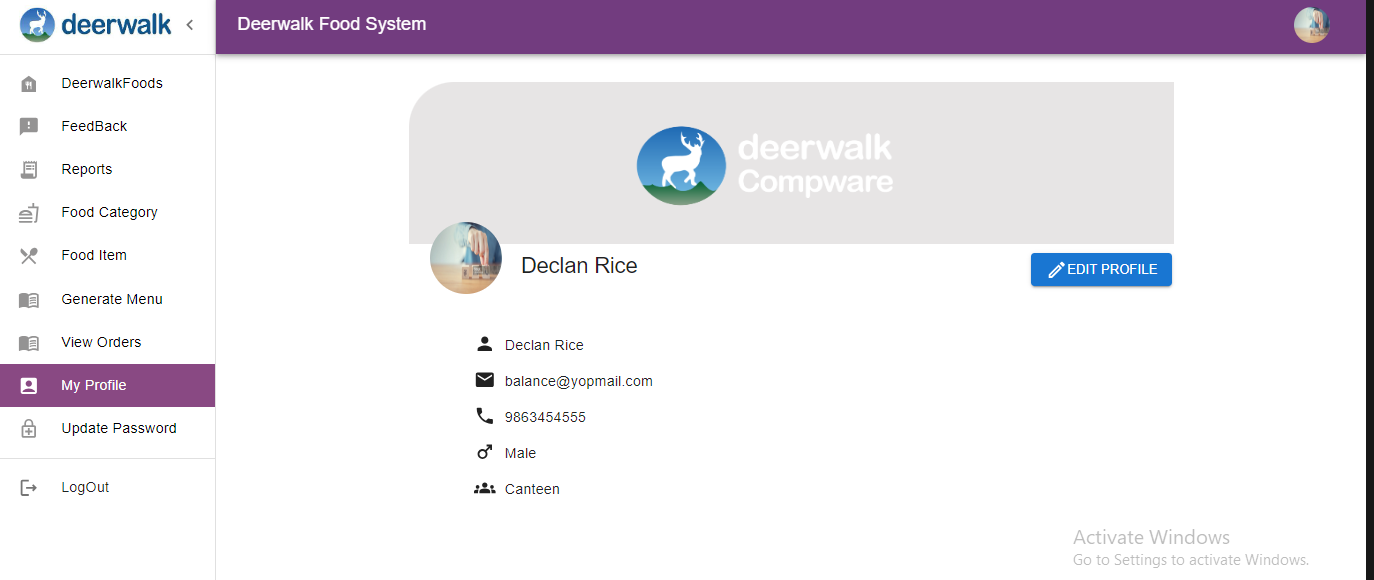 deerwalk
Deerwalk Food System
DeerwalkFoods
FeedBack
Reports
Food Category
Food Item
Generate Menu
View Orders
My Profile
Update Password
LogOut
deerwalk
Compware
Declan Rice
EDIT PROFILE
Declan Rice
balance@yopmail.com
9863454555
Male
Canteen
Activate Windows
Go to Settings to activate Windows.